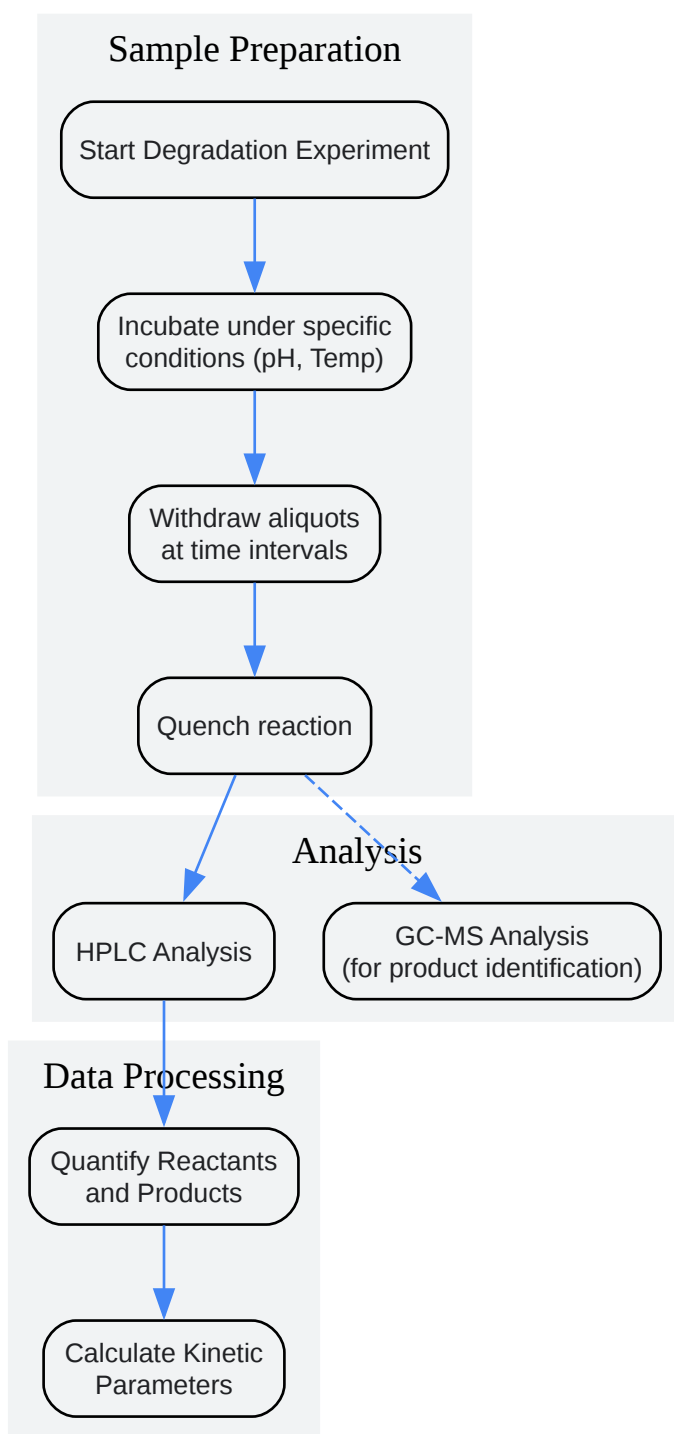 Sample Preparation
Start Degradation Experiment
Incubate under specific
conditions (pH, Temp)
Withdraw aliquots
at time intervals
Quench reaction
Analysis
HPLC Analysis
GC-MS Analysis
(for product identification)
Data Processing
Quantify Reactants
and Products
Calculate Kinetic
Parameters